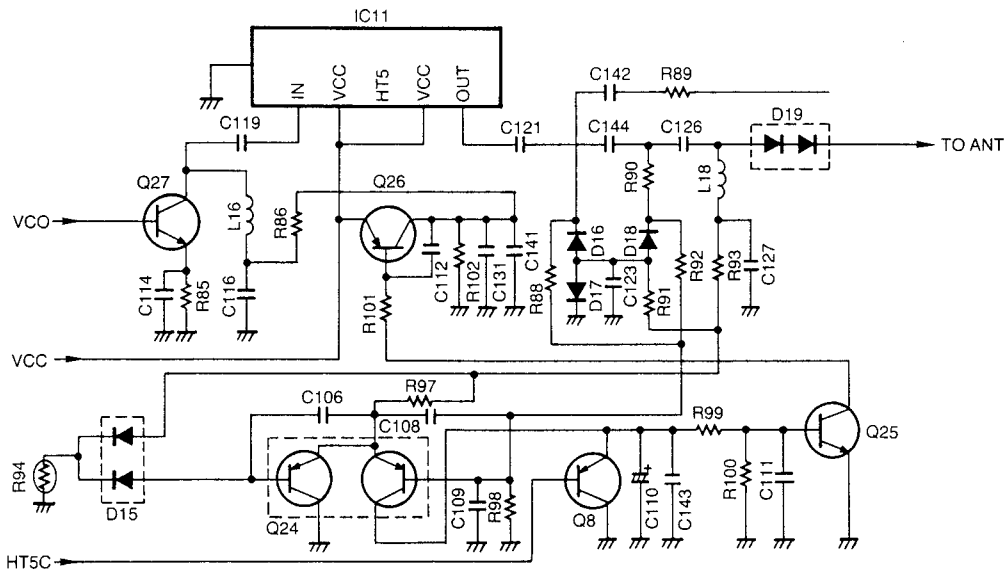 IC11
IN
VCC
HT5
VCC
OUT
C142
R89
C119
C121
C144
C126
D19
TO ANT
Q27
L16
R86
Q26
R90
L18
VCO
C114
R85
C116
R101
C112
R102
C131
C141
R88
D16
D17
C123
D18
R91
R92
R93
C127
VCC
C106
R97
C108
R99
Q25
R94
D15
Q24
C109
R98
Q8
C110
+
C143
R100
C111
HT5C